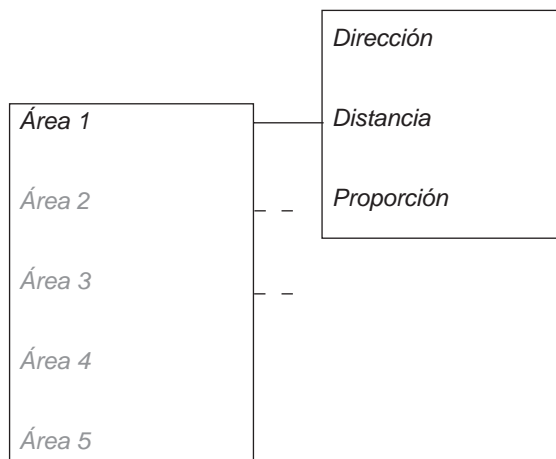 Dirección
Distancia
Proporción
Área 1
Área 2
Área 3
Área 4
Área 5